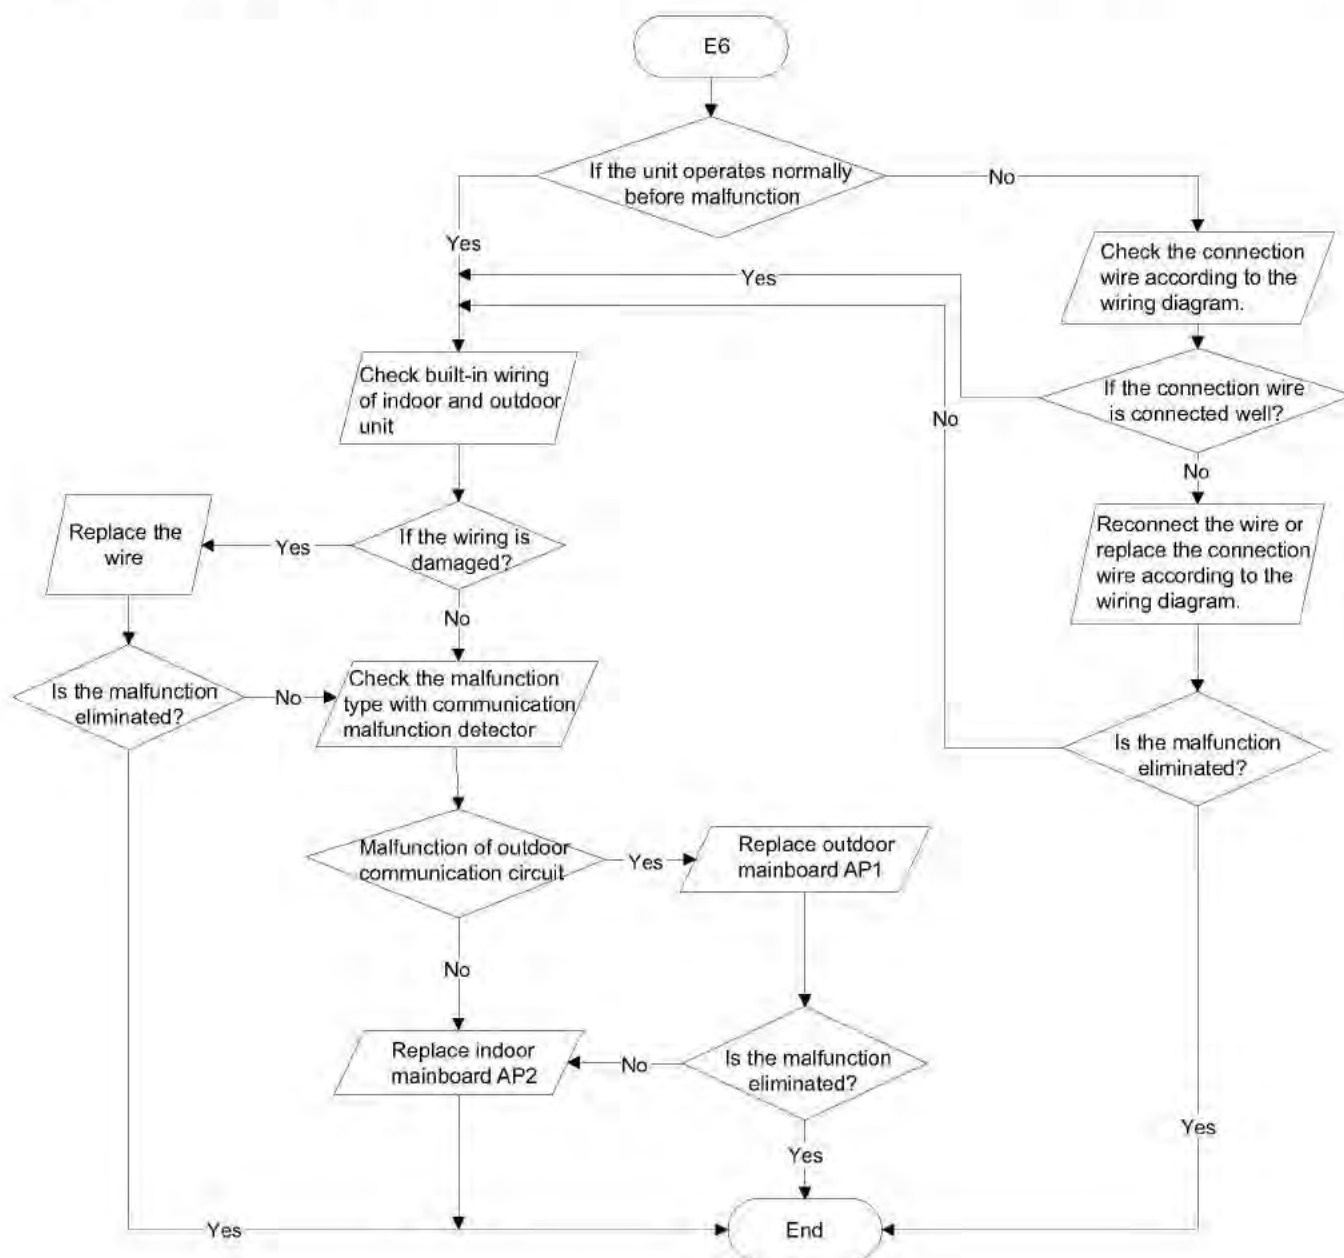 E6
If the unit operates normally
before malfunction
No
Yes
Check the connection
wire according to the
wiring diagram.
Yes
Check built-in wiring
of indoor and outdoor
unit
If the connection wire
is connected well?
No
No
Replace the
wire
Yes
If the wiring is
damaged?
Reconnect the wire or
replace the connection
wire according to the
wiring diagram.
No
Is the malfunction
eliminated?
No
Check the malfunction
type with communication
malfunction detector
Is the malfunction
eliminated?
Malfunction of outdoor
communication circuit
Yes
Replace outdoor
mainboard AP1
No
Replace indoor
mainboard AP2
No
Is the malfunction
eliminated?
Yes
Yes
Yes
End